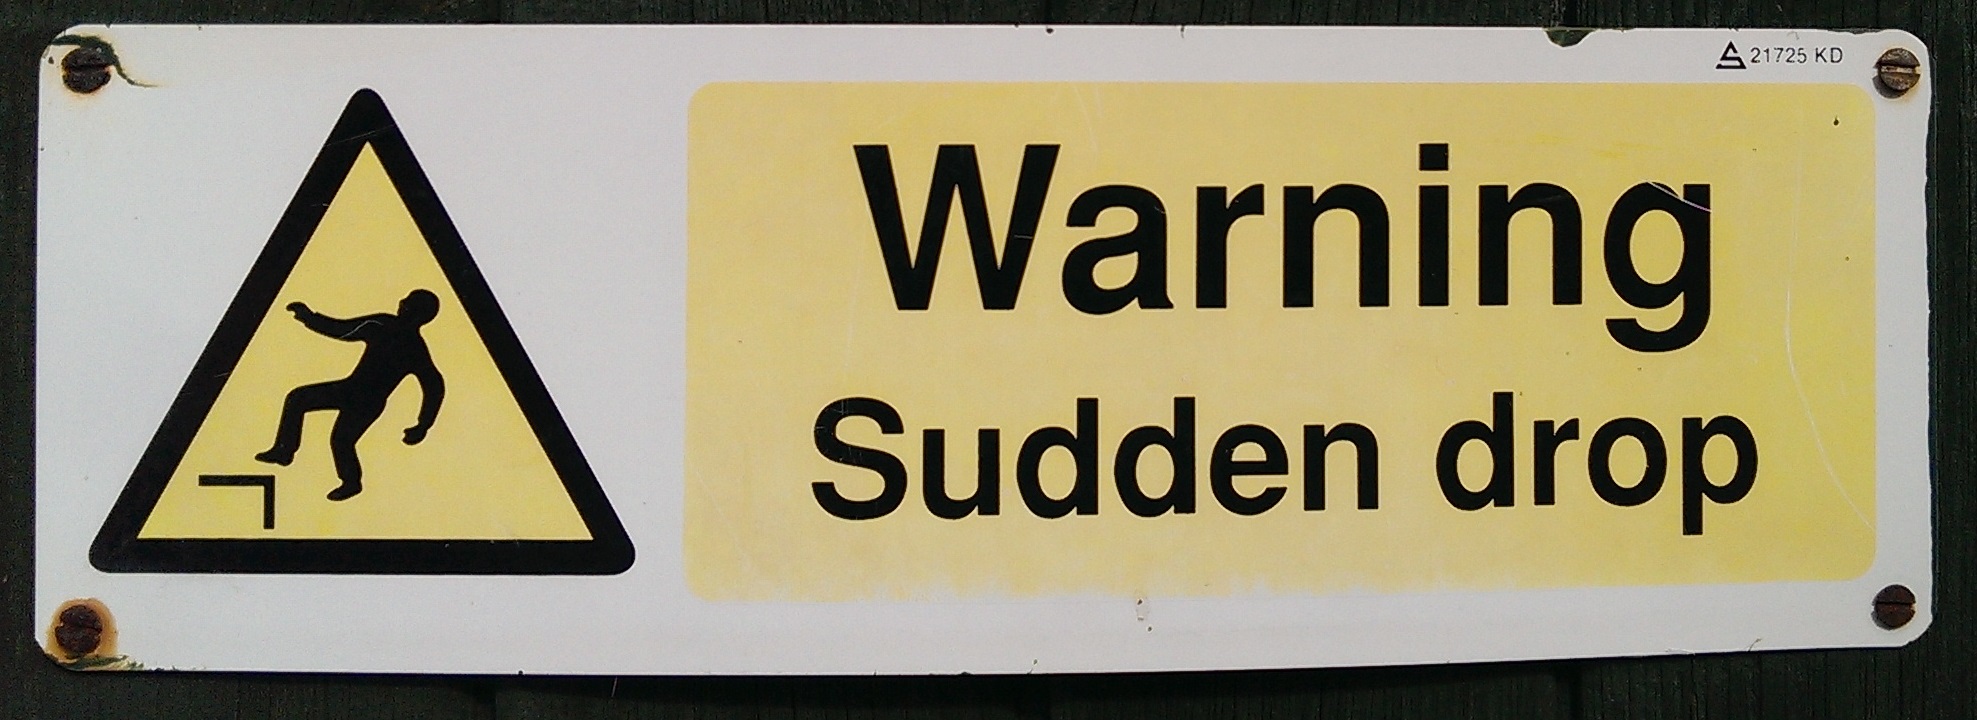 21725 KD
Warning
Sudden drop